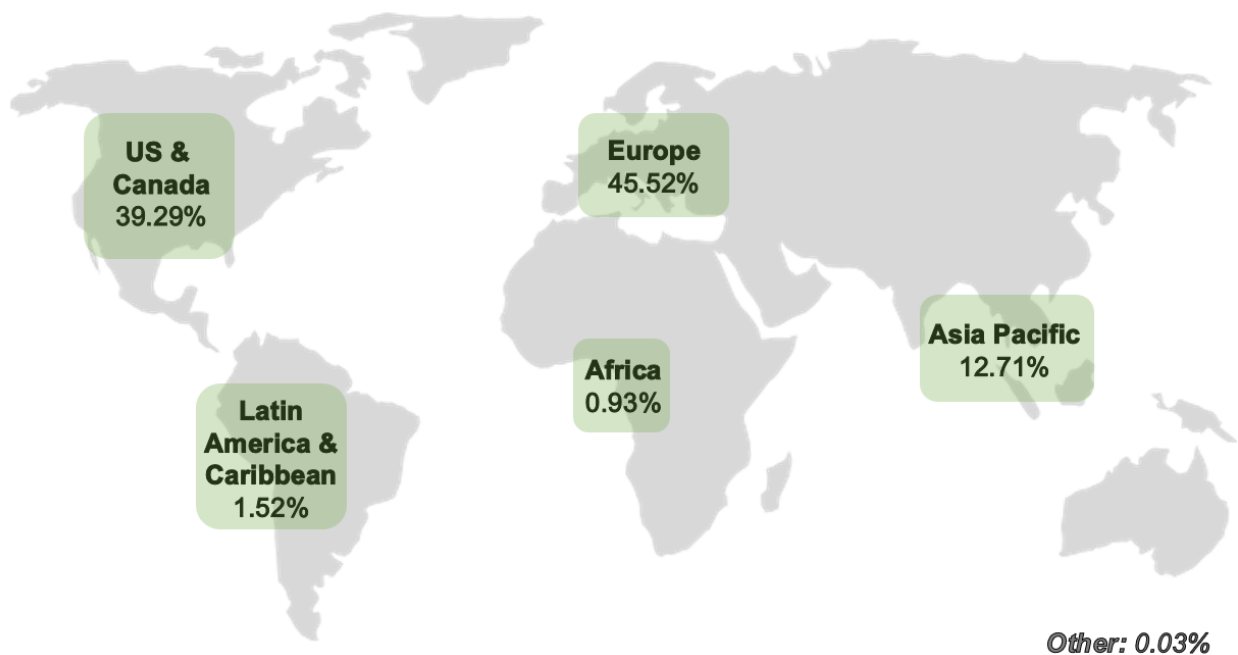 US &
Canada
39.29%
Europe
45.52%
Asia Pacific
12.71%
Africa
0.93%
Latin
America &
Caribbean
1.52%
Other: 0.03%